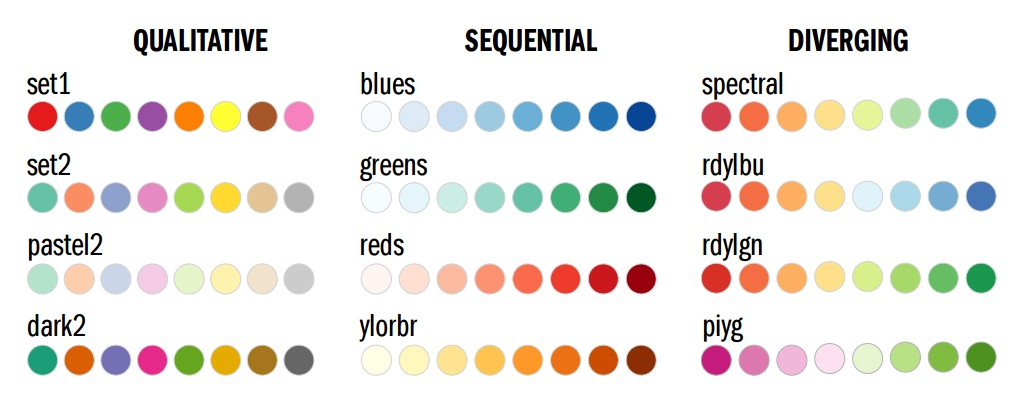 QUALITATIVE
set1
set2
pastel2
dark2
SEQUENTIAL
blues
greens
reds
ylorbr
DIVERGING
spectral
rdylbu
rdylgn
piyg